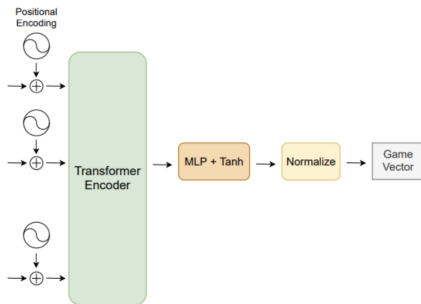 Positional
Encoding
Transformer
Encoder
MLP + Tanh
Normalize
Game
Vector